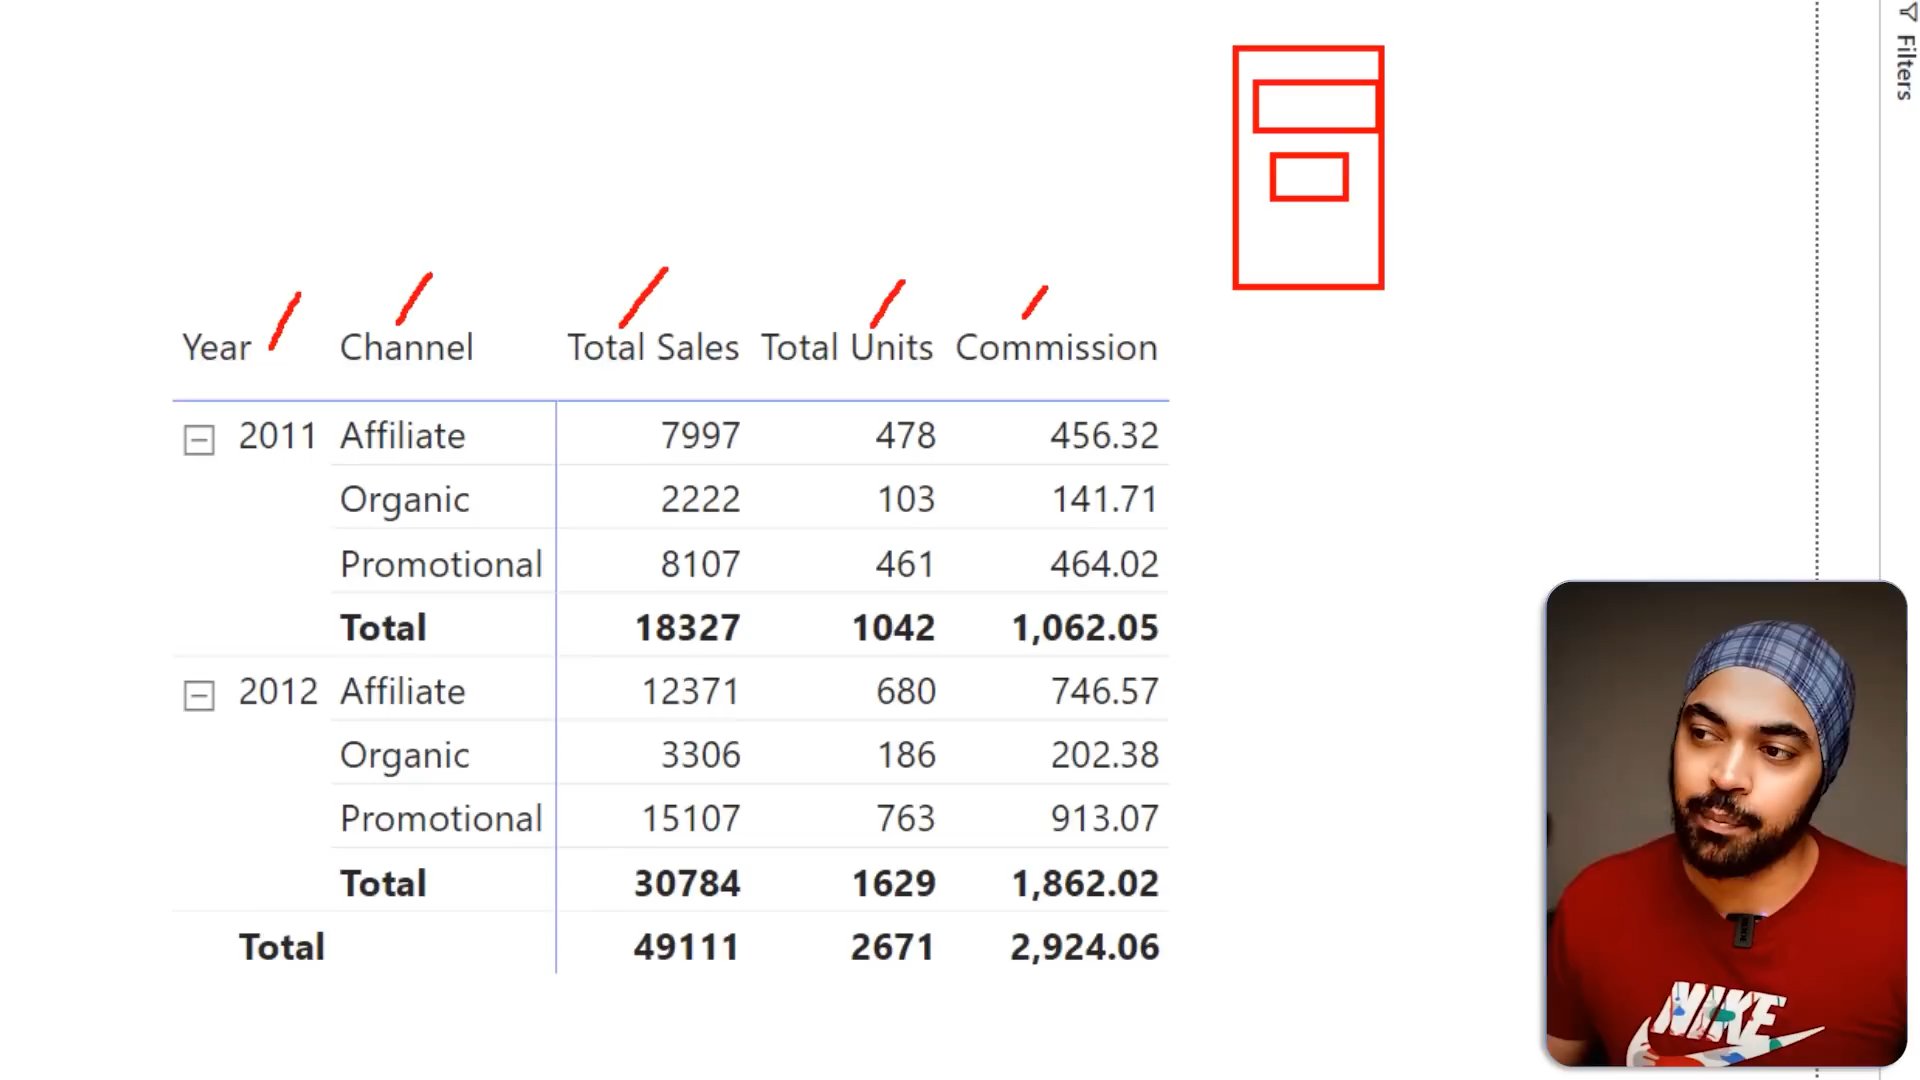 Filters
Year Channel Total Sales Total Units Commission
2011 Affiliate 7997 478 456.32
Organic 2222 103 141.71
Promotional 8107 461 464.02
Total 18327 1042 1,062.05
2012 Affiliate 12371 680 746.57
Organic 3306 186 202.38
Promotional 15107 763 913.07
Total 30784 1629 1,862.02
Total 49111 2671 2,924.06
NIKE